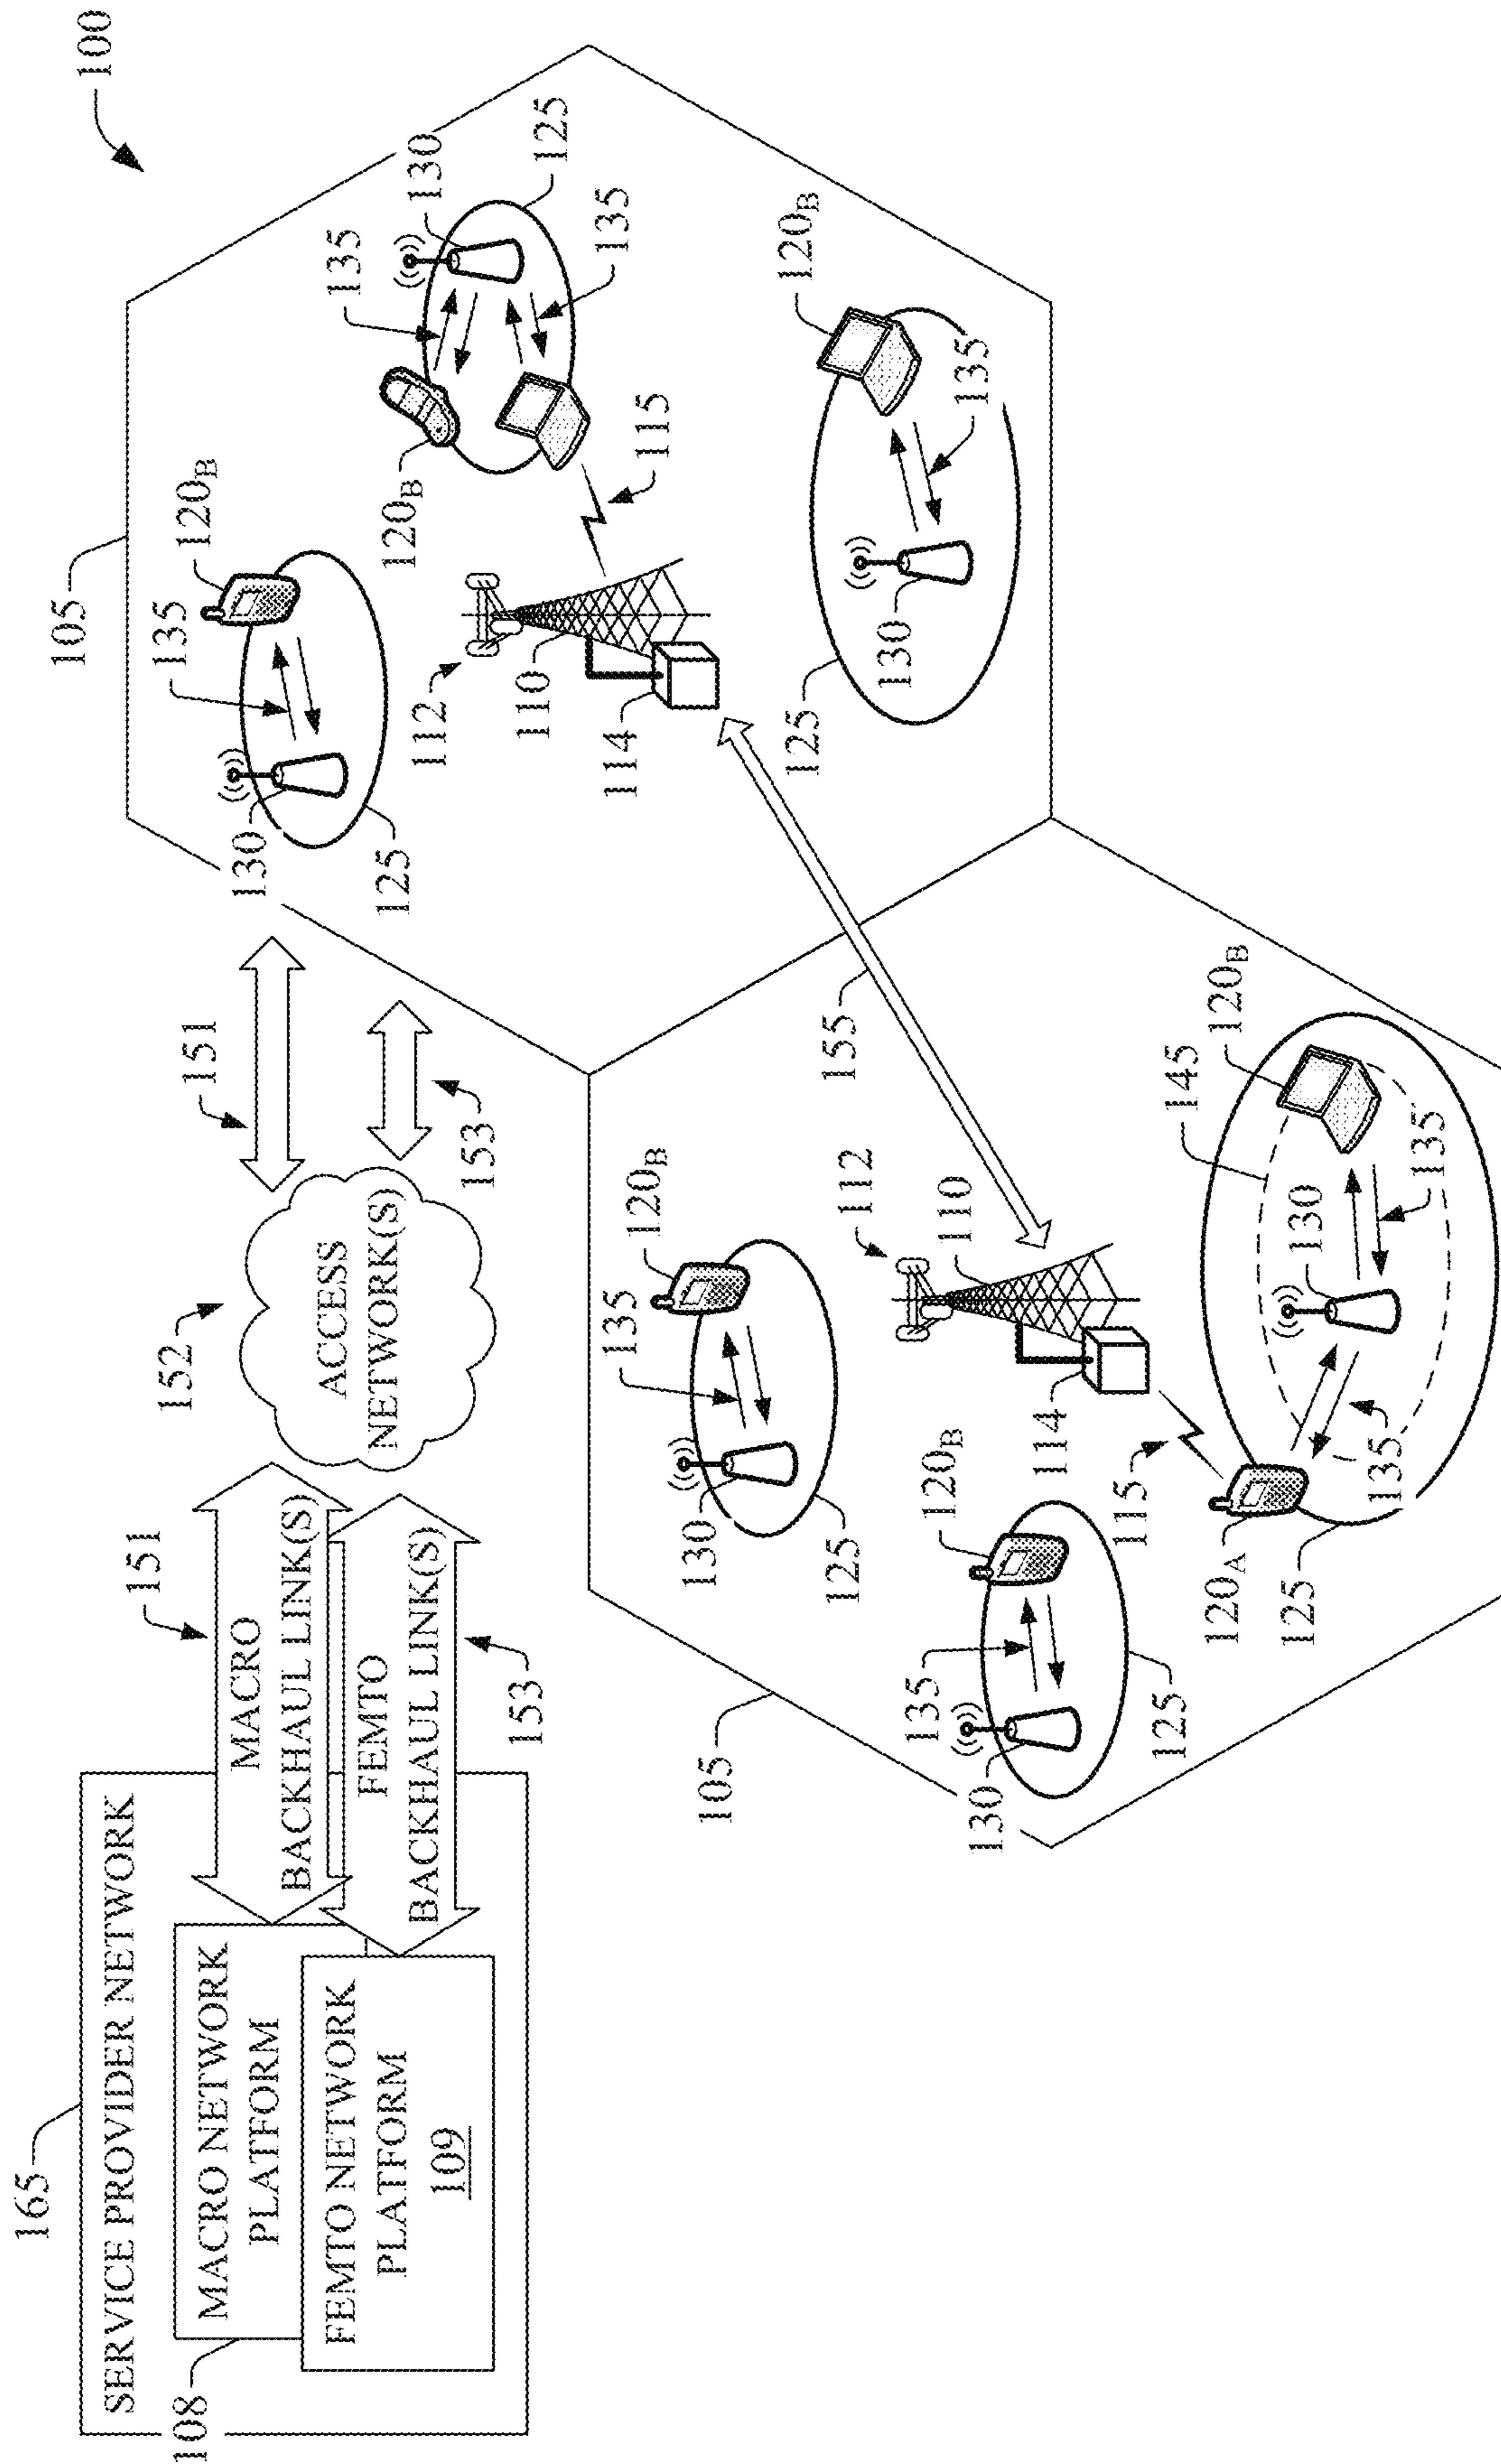 100
165
SERVICE PROVIDER NETWORK
108
MACRO NETWORK
PLATFORM
FEMTO NETWORK
PLATFORM
109
151
MACRO
BACKHAUL LINK(S)
FEMTO
BACKHAUL LINK(S)
153
152
ACCESS
NETWORK(S)
151
153
105
130
135
120B
125
112
110
114
115
120B
135
130
125
135
120B
125
130
135
155
105
130
135
120B
125
130
135
120B
125
112
110
114
115
120A
125
135
130
145
120B
135